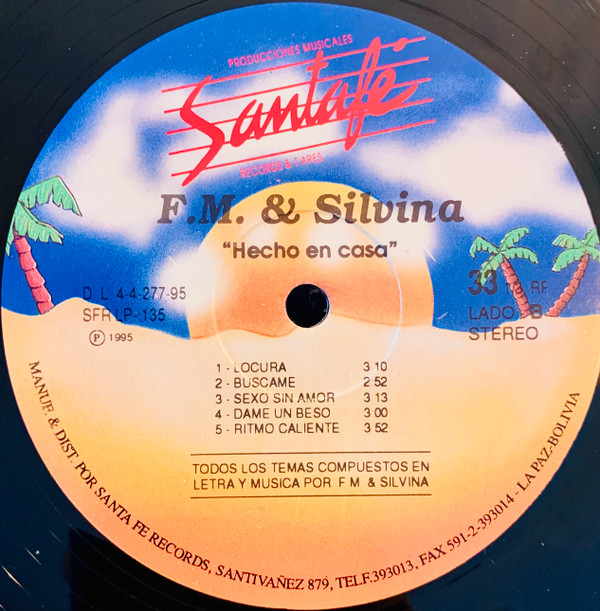 PRODUCCIONES MUSICALES
Santafé
RECORDS & TAPES
F.M. & Silvina
"Hecho en casa"
D L 4-4-277-95
SFR LP- 135
Ⓟ 1995
33 1/3 RP
LADO B
STEREO
1 - LOCURA 3 10
2 - BUSCAME 2 52
3 - SEXO SIN AMOR 3 13
4 - DAME UN BESO 3 00
5 - RITMO CALIENTE 3 52
TODOS LOS TEMAS COMPUESTOS EN
LETRA Y MUSICA POR F M & SILVINA
MANUF. & DIST. POR SANTA FE RECORDS, SANTIVAÑEZ 879, TELF.393013, FAX 591-2-393014 - LA PAZ-BOLIVIA